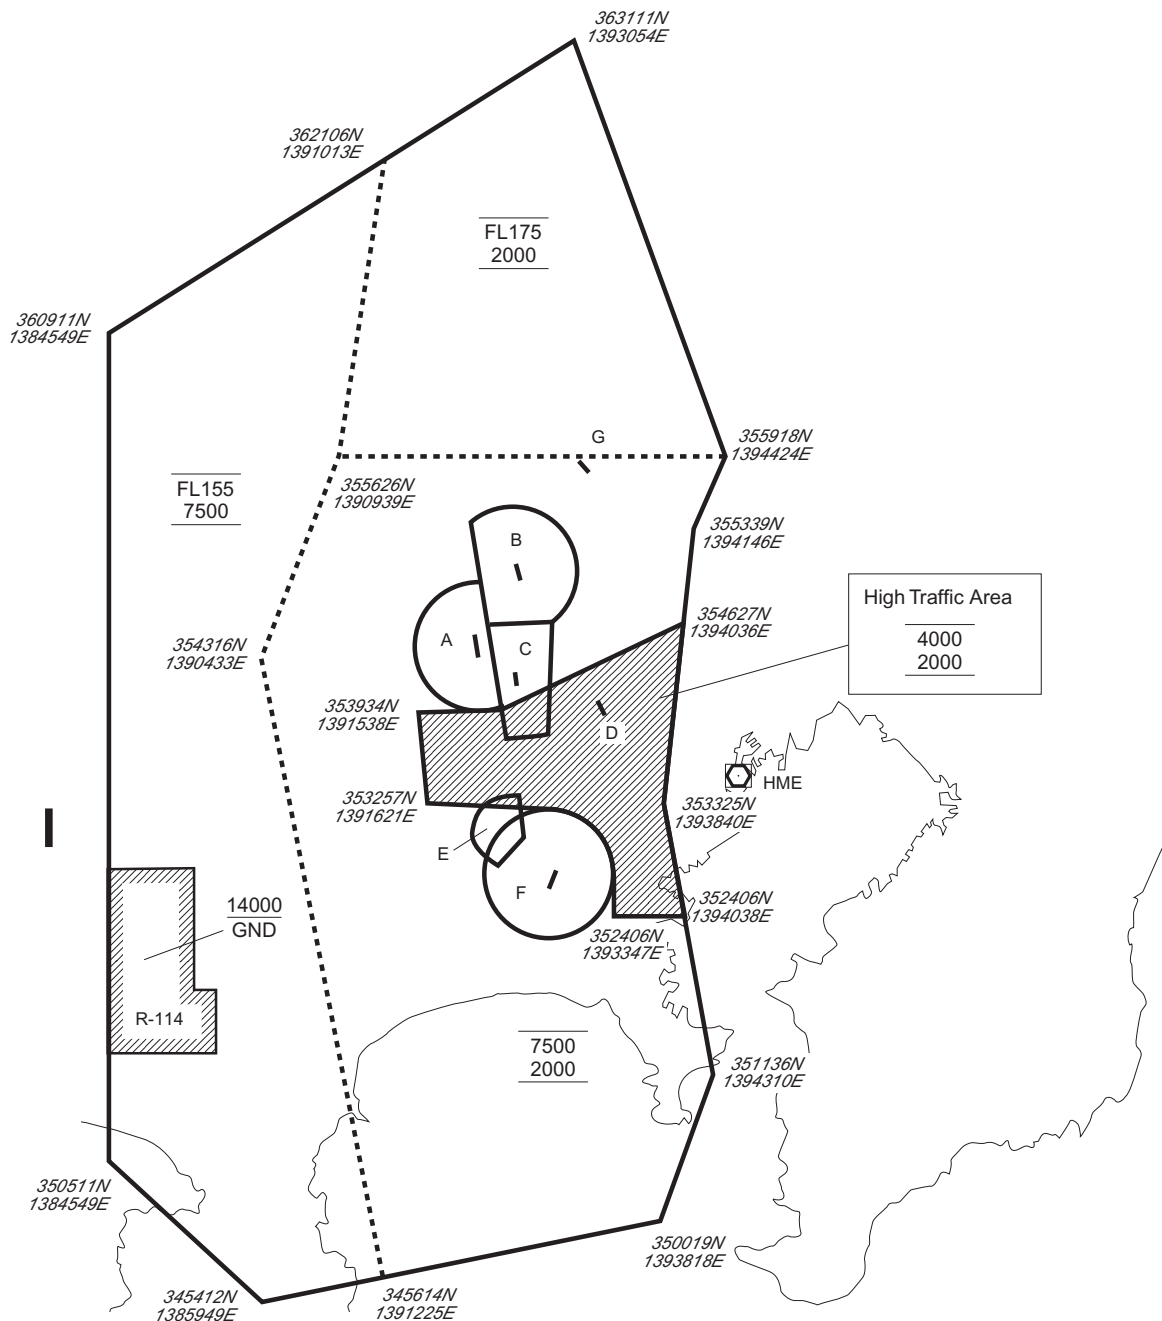 363111N
1393054E
362106N
1391013E
FL175
2000
360911N
1384549E
G
355918N
1394424E
FL155
7500
355626N
1390939E
355339N
1394146E
B
High Traffic Area
4000
2000
A
C
354627N
1394036E
354316N
1390433E
353934N
1391538E
D
HME
353257N
1391621E
353325N
1393840E
E
F
14000
GND
352406N
1394038E
352406N
1393347E
R-114
7500
2000
351136N
1394310E
350511N
1384549E
350019N
1393818E
345412N
1385949E
345614N
1391225E